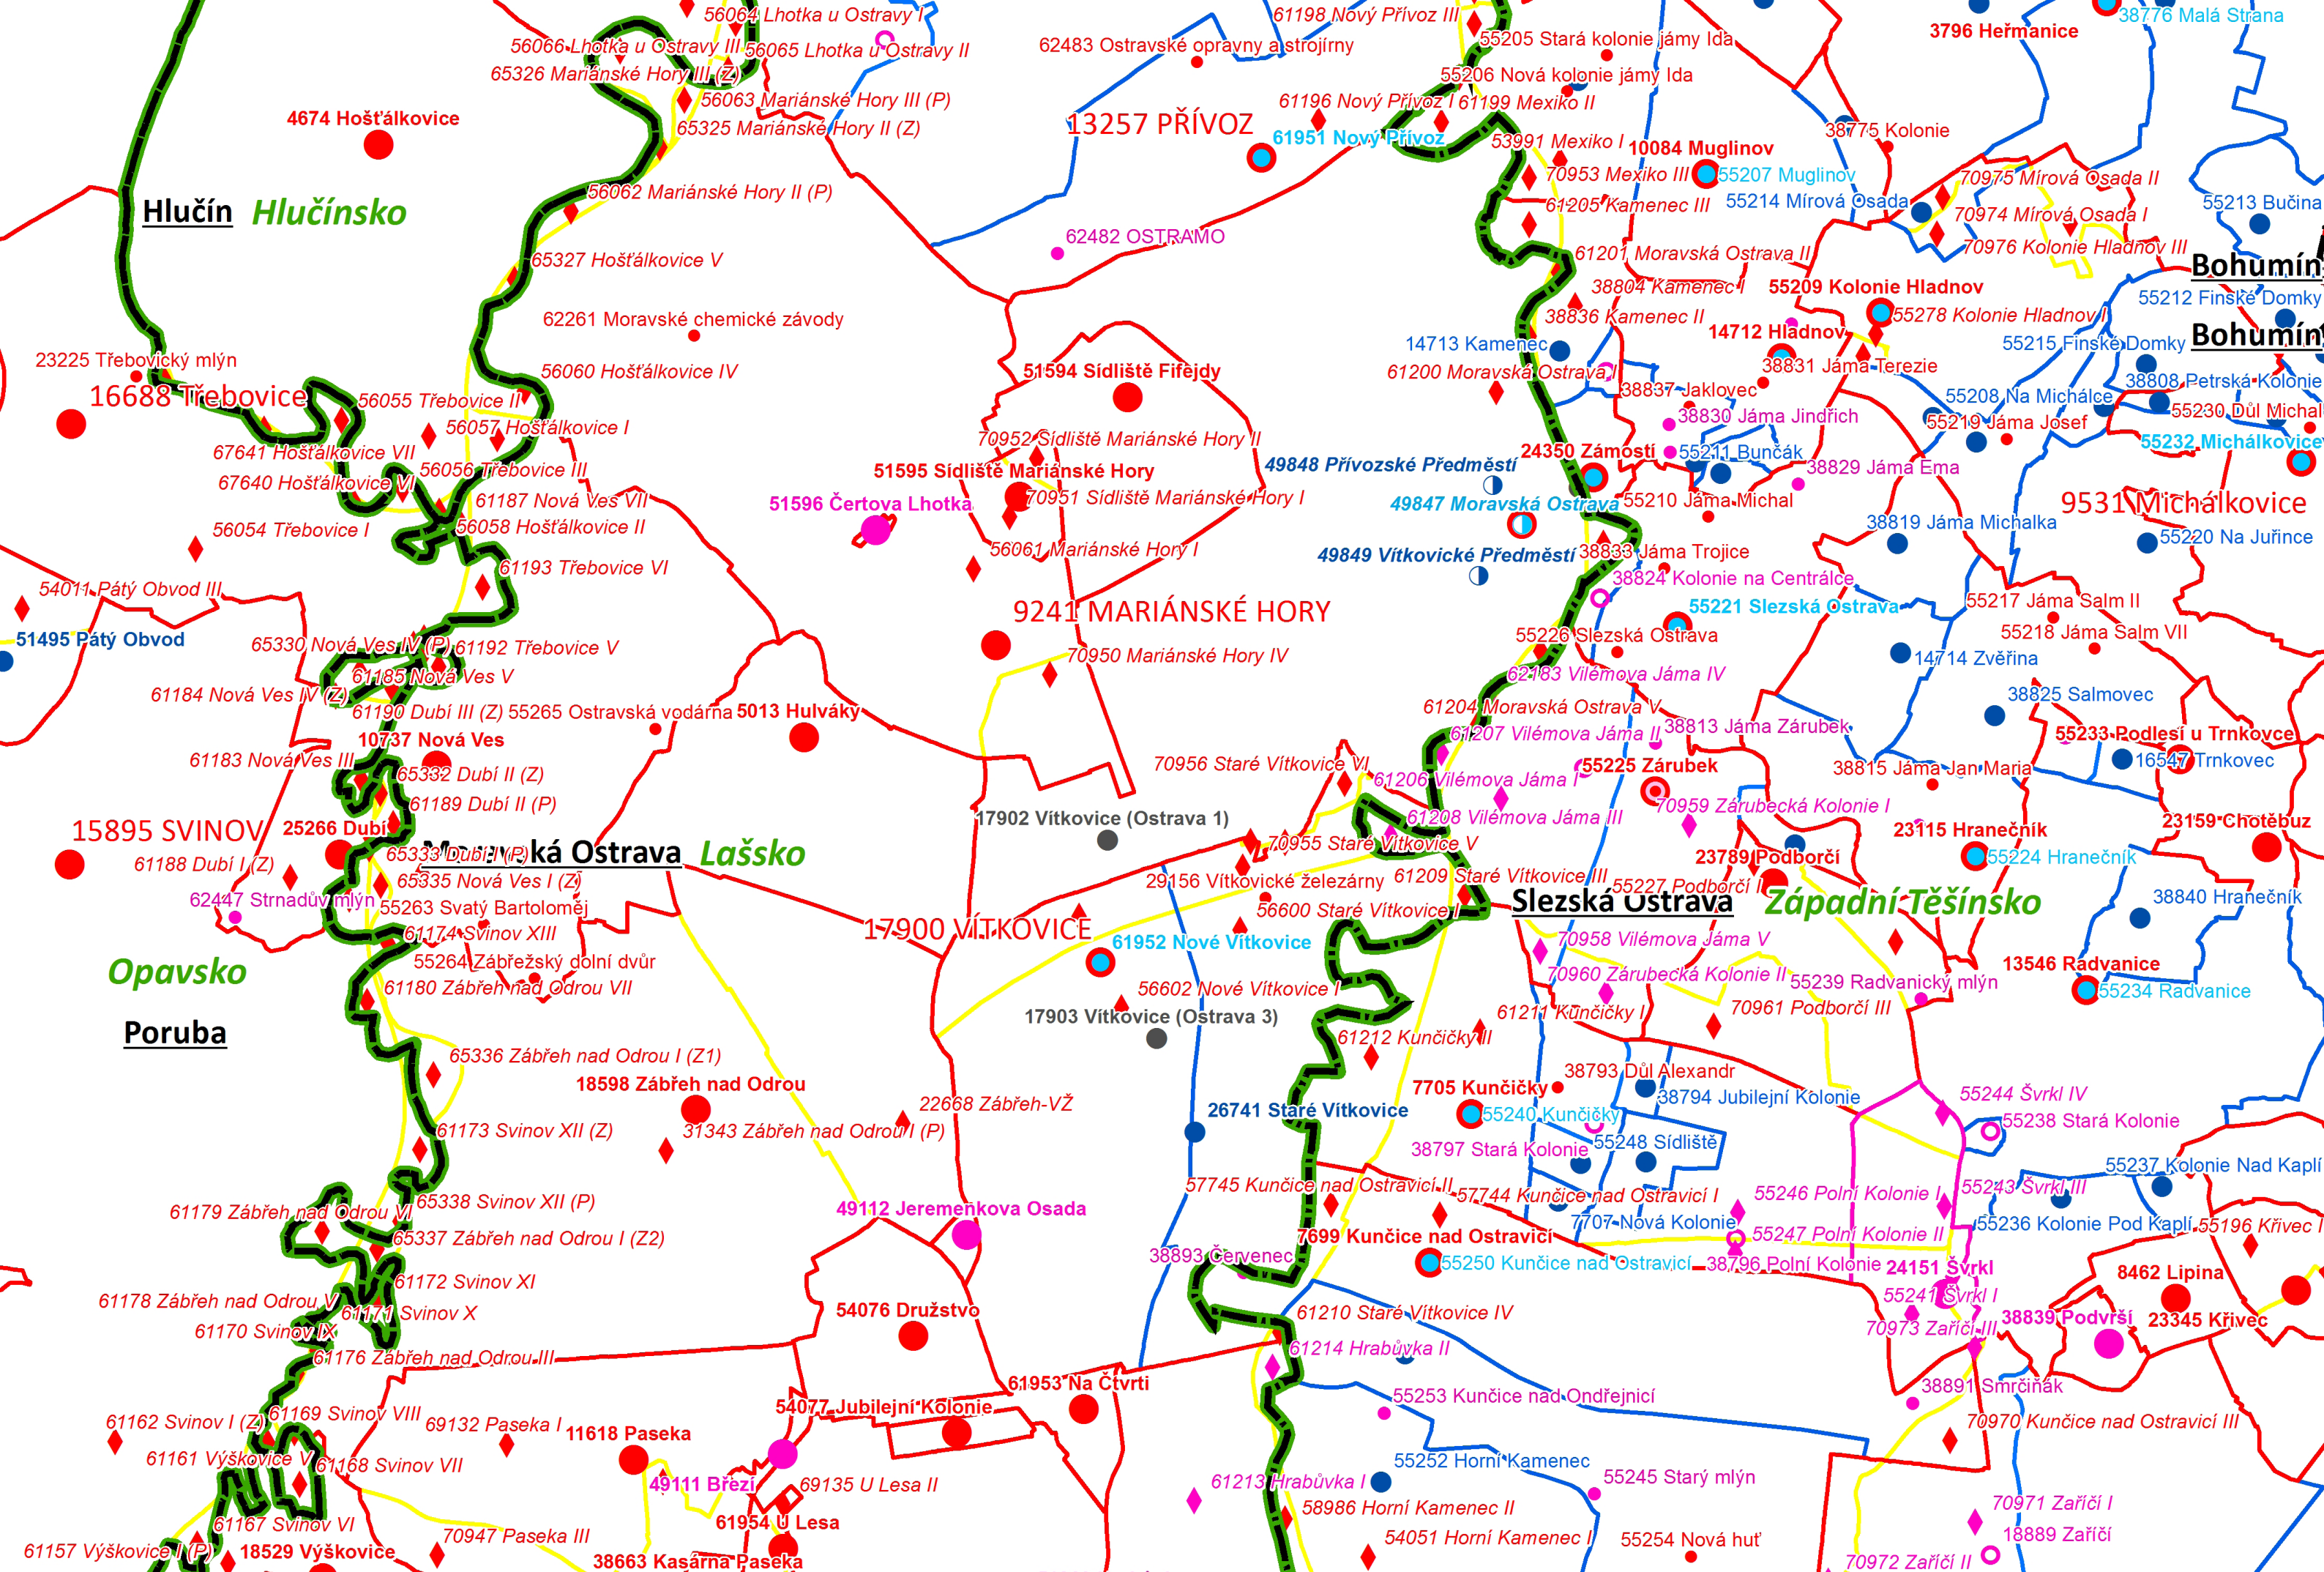 56064 Lhotka u Ostravy I
61198 Nový Přívoz III
38776 Malá Strana
56066 Lhotka u Ostravy III
56065 Lhotka u Ostravy II
62483 Ostravské opravny a strojírny
55205 Stará kolonie jámy Ida
3796 Heřmanice
65326 Mariánské Hory III (Z)
55206 Nová kolonie jámy Ida
56063 Mariánské Hory III (P)
61196 Nový Přívoz I
61199 Mexiko II
4674 Hošťálkovice
65325 Mariánské Hory II (Z)
13257 PŘÍVOZ
61951 Nový Přívoz
53991 Mexiko I
38775 Kolonie
10084 Muglinov
70953 Mexiko III
55207 Muglinov
70975 Mírová Osada II
56062 Mariánské Hory II (P)
61205 Kamenec III
55214 Mírová Osada
55213 Bučina
Hlučín
Hlučínsko
70974 Mírová Osada I
62482 OSTRAMO
61201 Moravská Ostrava II
70976 Kolonie Hladnov III
65327 Hošťálkovice V
Bohumín
38804 Kamenec I
55209 Kolonie Hladnov
55212 Finské Domky
62261 Moravské chemické závody
38836 Kamenec II
55278 Kolonie Hladnov I
14712 Hladnov
Bohumín
14713 Kamenec
55215 Finské Domky
23225 Třebovický mlýn
61200 Moravská Ostrava I
38831 Jáma Terezie
56060 Hošťálkovice IV
51594 Sídliště Fifejdy
38837 Jaklovec
38808 Petrská Kolonie
16688 Třebovice
56055 Třebovice II
55208 Na Michálce
38830 Jáma Jindřich
55230 Důl Michal
56057 Hošťálkovice I
55219 Jáma Josef
70952 Sídliště Mariánské Hory II
55232 Michálkovice
67641 Hošťálkovice VII
24350 Zámostí
55211 Bunčák
56056 Třebovice III
51595 Sídliště Mariánské Hory
49848 Přívozské Předměstí
38829 Jáma Ema
67640 Hošťálkovice VI
61187 Nová Ves VII
51596 Čertova Lhotka
70951 Sídliště Mariánské Hory I
49847 Moravská Ostrava
55210 Jáma Michal
9531 Michálkovice
56054 Třebovice I
56058 Hošťálkovice II
38819 Jáma Michalka
55220 Na Juřince
56061 Mariánské Hory I
49849 Vítkovické Předměstí
38833 Jáma Trojice
61193 Třebovice VI
38824 Kolonie na Centrálce
54011 Pátý Obvod III
9241 MARIÁNSKÉ HORY
55221 Slezská Ostrava
55217 Jáma Salm II
51495 Pátý Obvod
65330 Nová Ves IV (P)
61192 Třebovice V
55226 Slezská Ostrava
55218 Jáma Salm VII
70950 Mariánské Hory IV
14714 Zvěřina
61185 Nová Ves V
62183 Vilémova Jáma IV
61184 Nová Ves IV (Z)
38825 Salmovec
61190 Dubí III (Z)
55265 Ostravská vodárna
5013 Hulváky
61204 Moravská Ostrava V
10737 Nová Ves
61207 Vilémova Jáma II
38813 Jáma Zárubek
55233 Podlesí u Trnkovce
61183 Nová Ves III
65332 Dubí II (Z)
70956 Staré Vítkovice VI
55225 Zárubek
38815 Jáma Jan Maria
16547 Trnkovec
61206 Vilémova Jáma I
61189 Dubí II (P)
70959 Zárubecká Kolonie I
17902 Vítkovice (Ostrava 1)
61208 Vilémova Jáma III
15895 SVINOV
25266 Dubí
23115 Hranečník
23159 Chotěbuz
70955 Staré Vítkovice V
61188 Dubí I (Z)
65333 Dubí I (P)
Moravská Ostrava
Lašsko
23789 Podborčí
55224 Hranečník
65335 Nová Ves I (Z)
29156 Vítkovické železárny
61209 Staré Vítkovice III
55227 Podborčí I
62447 Strnadův mlýn
55263 Svatý Bartoloměj
56600 Staré Vítkovice I
Slezská Ostrava
Západní Těšínsko
38840 Hranečník
61174 Svinov XIII
17900 VÍTKOVICE
61952 Nové Vítkovice
70958 Vilémova Jáma V
55264 Zábřežský dolní dvůr
13546 Radvanice
Opavsko
70960 Zárubecká Kolonie II
55239 Radvanický mlýn
61180 Zábřeh nad Odrou VII
56602 Nové Vítkovice I
55234 Radvanice
70961 Podborčí III
17903 Vítkovice (Ostrava 3)
61211 Kunčičky I
Poruba
61212 Kunčičky II
65336 Zábřeh nad Odrou I (Z1)
38793 Důl Alexandr
18598 Zábřeh nad Odrou
7705 Kunčičky
38794 Jubilejní Kolonie
55244 Švrkl IV
22668 Zábřeh-VŽ
26741 Staré Vítkovice
55240 Kunčičky
55238 Stará Kolonie
61173 Svinov XII (Z)
31343 Zábřeh nad Odrou I (P)
38797 Stará Kolonie
55248 Sídliště
55237 Kolonie Nad Kaplí
57745 Kunčice nad Ostravicí II
57744 Kunčice nad Ostravicí I
55246 Polní Kolonie I
55243 Švrkl III
65338 Svinov XII (P)
61179 Zábřeh nad Odrou VI
49112 Jeremenkova Osada
7707 Nová Kolonie
55236 Kolonie Pod Kaplí
55196 Křivec I
65337 Zábřeh nad Odrou I (Z2)
7699 Kunčice nad Ostravicí
55247 Polní Kolonie II
38893 Červenec
55250 Kunčice nad Ostravicí
38796 Polní Kolonie
24151 Švrkl
8462 Lipina
61172 Svinov XI
61178 Zábřeh nad Odrou V
55241 Švrkl I
61171 Svinov X
54076 Družstvo
61210 Staré Vítkovice IV
38839 Podvrší
23345 Křivec
61170 Svinov IX
70973 Zaříčí III
61176 Zábřeh nad Odrou III
61214 Hrabůvka II
61953 Na Čtvrti
38891 Smrčiňák
55253 Kunčice nad Ondřejnicí
61162 Svinov I (Z)
61169 Svinov VIII
69132 Paseka I
11618 Paseka
54077 Jubilejní Kolonie
70970 Kunčice nad Ostravicí III
61161 Výškovice V
61168 Svinov VII
55252 Horní Kamenec
49111 Březí
69135 U Lesa II
61213 Hrabůvka I
55245 Starý mlýn
58986 Horní Kamenec II
70971 Zaříčí I
61167 Svinov VI
70947 Paseka III
61954 U Lesa
18889 Zaříčí
61157 Výškovice I (P)
18529 Výškovice
38663 Kasárna Paseka
54051 Horní Kamenec I
55254 Nová huť
70972 Zaříčí II